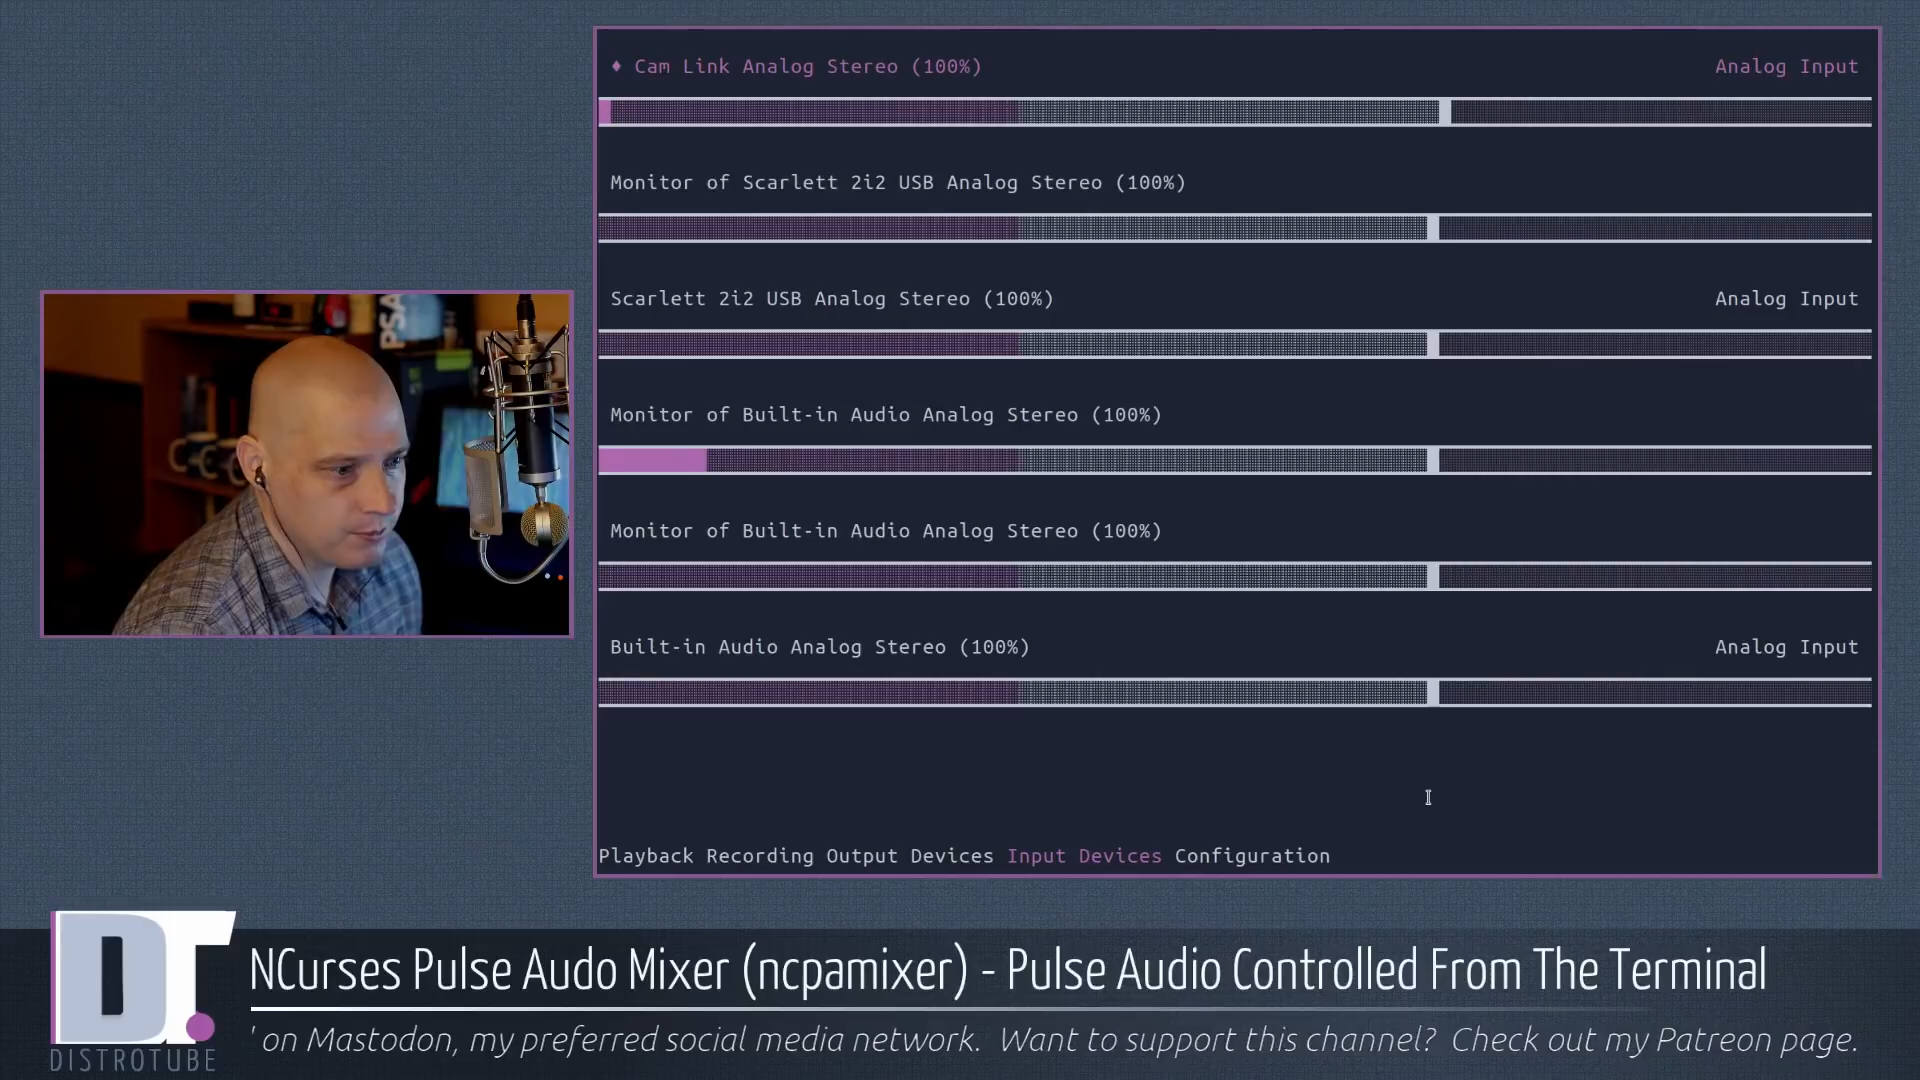 ♦ Cam Link Analog Stereo (100%) Analog Input
Monitor of Scarlett 2i2 USB Analog Stereo (100%)
Scarlett 2i2 USB Analog Stereo (100%) Analog Input
PSA
Monitor of Built-in Audio Analog Stereo (100%)
Monitor of Built-in Audio Analog Stereo (100%)
Built-in Audio Analog Stereo (100%) Analog Input
Playback Recording Output Devices Input Devices Configuration
DT
DISTROTUBE
NCurses Pulse Audo Mixer (ncpamixer) - Pulse Audio Controlled From The Terminal
' on Mastodon, my preferred social media network. Want to support this channel? Check out my Patreon page.